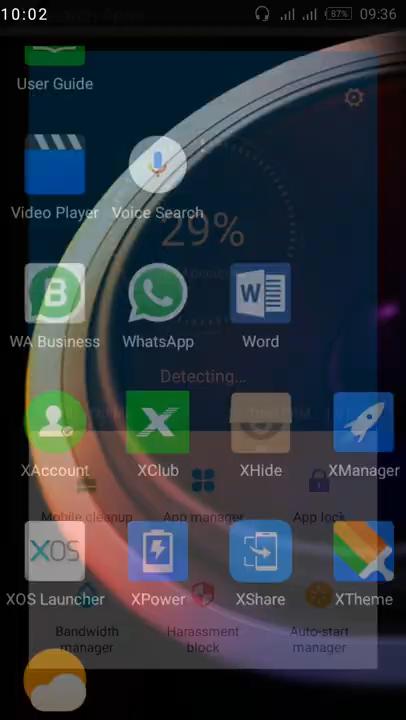 10:02 87% 09:36
User Guide
Video Player Voice Search
29%
WA Business WhatsApp Word
Detecting...
XAccount XClub XHide XManager
Mobile cleanup App manager App lock
XOS
XOS Launcher XPower XShare XTheme
Bandwidth manager Harassment block Auto-start manager